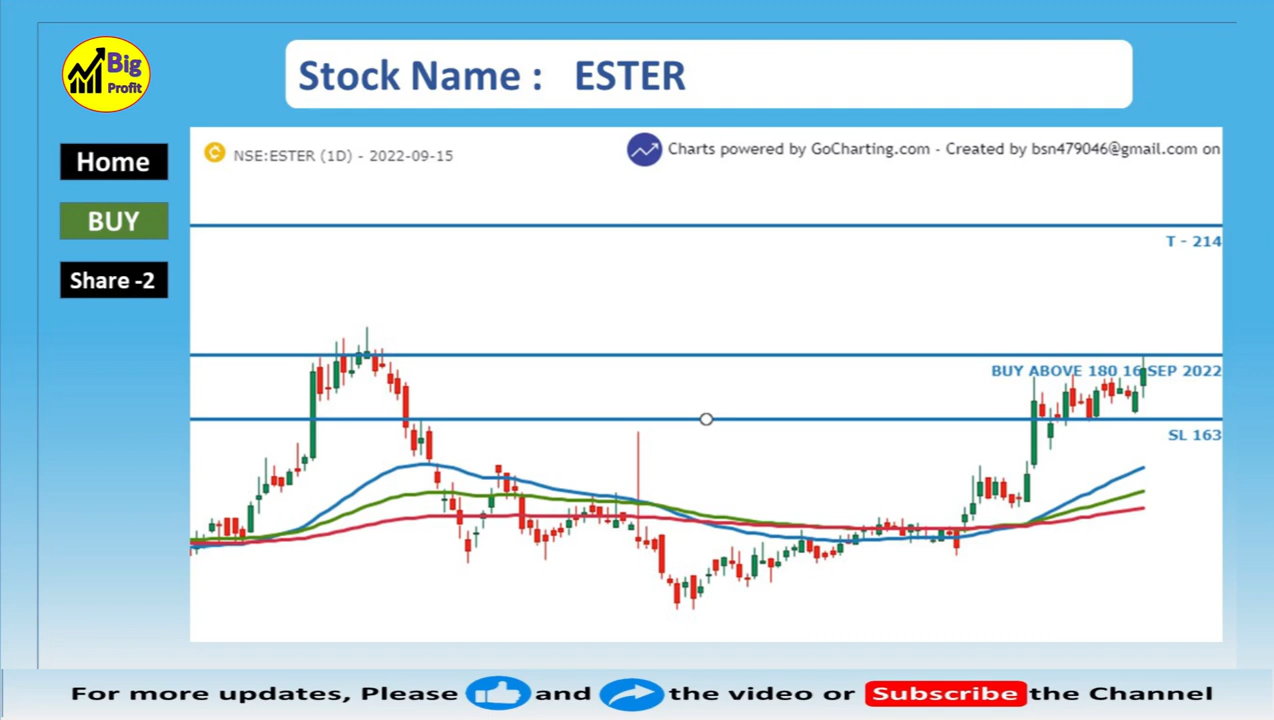 Big
Profit
Stock Name : ESTER
Home
BUY
Share -2
NSE:ESTER (1D) - 2022-09-15
Charts powered by GoCharting.com - Created by bsn479046@gmail.com on
T - 214
BUY ABOVE 180 16 SEP 2022
SL 163
For more updates, Please and the video or Subscribe the Channel